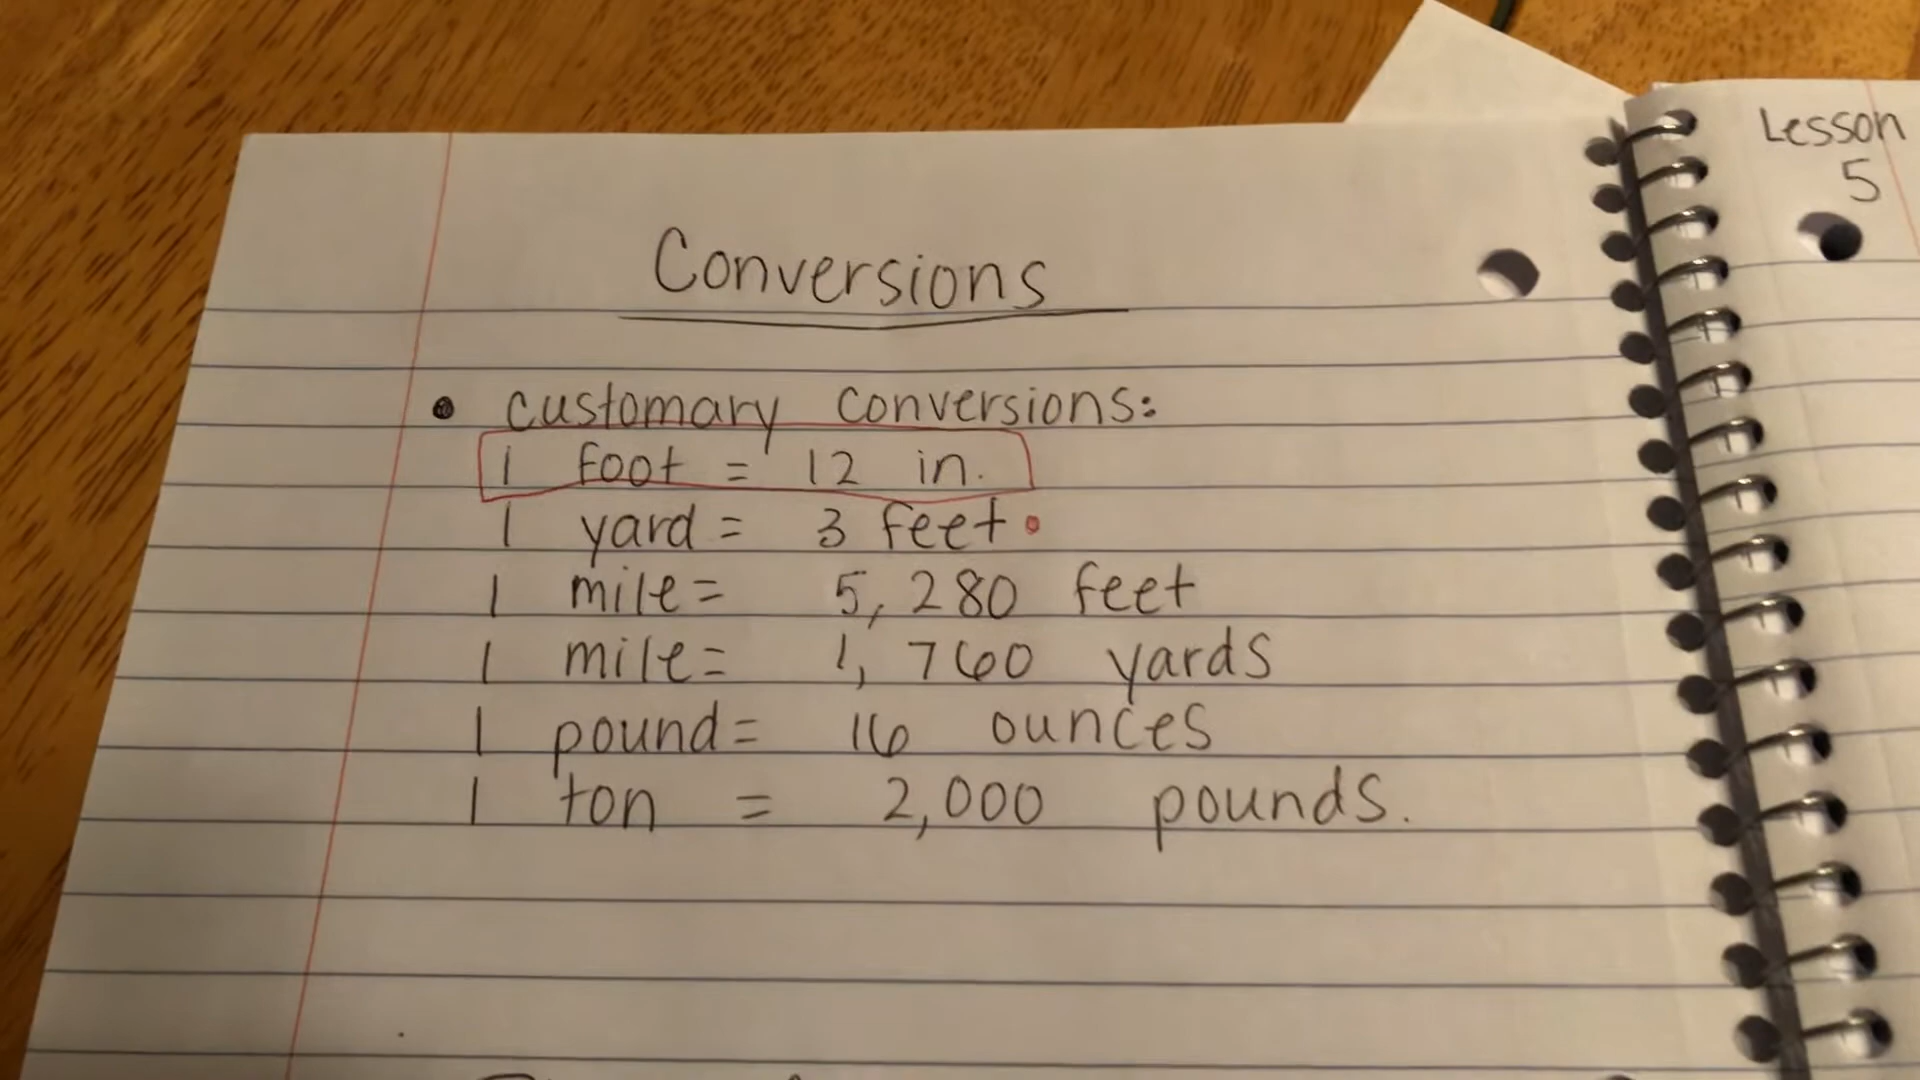 Conversions
• customary conversions:
1 foot = 12 in.
1 yard = 3 feet
1 mile = 5,280 feet
1 mile = 1,760 yards
1 pound = 16 ounces
1 ton = 2,000 pounds.
Lesson
5